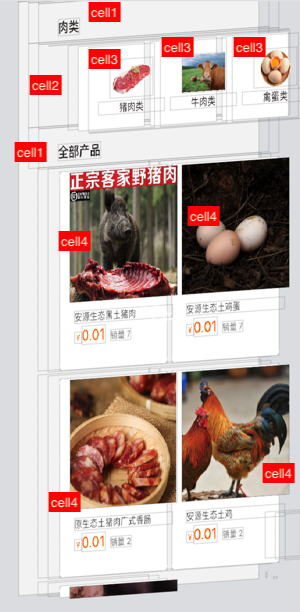 cell1
肉类
cell3
cell3
cell3
cell2
猪肉类
牛肉类
禽蛋类
cell1
全部产品
正宗客家野猪肉
cell4
cell4
安源生态黑土猪肉
¥0.01 销量 7
安源生态土鸡蛋
¥0.01 销量 7
cell4
cell4
原生态土猪肉广式香肠
¥0.01 销量 2
安源生态土鸡
¥0.01 销量 2